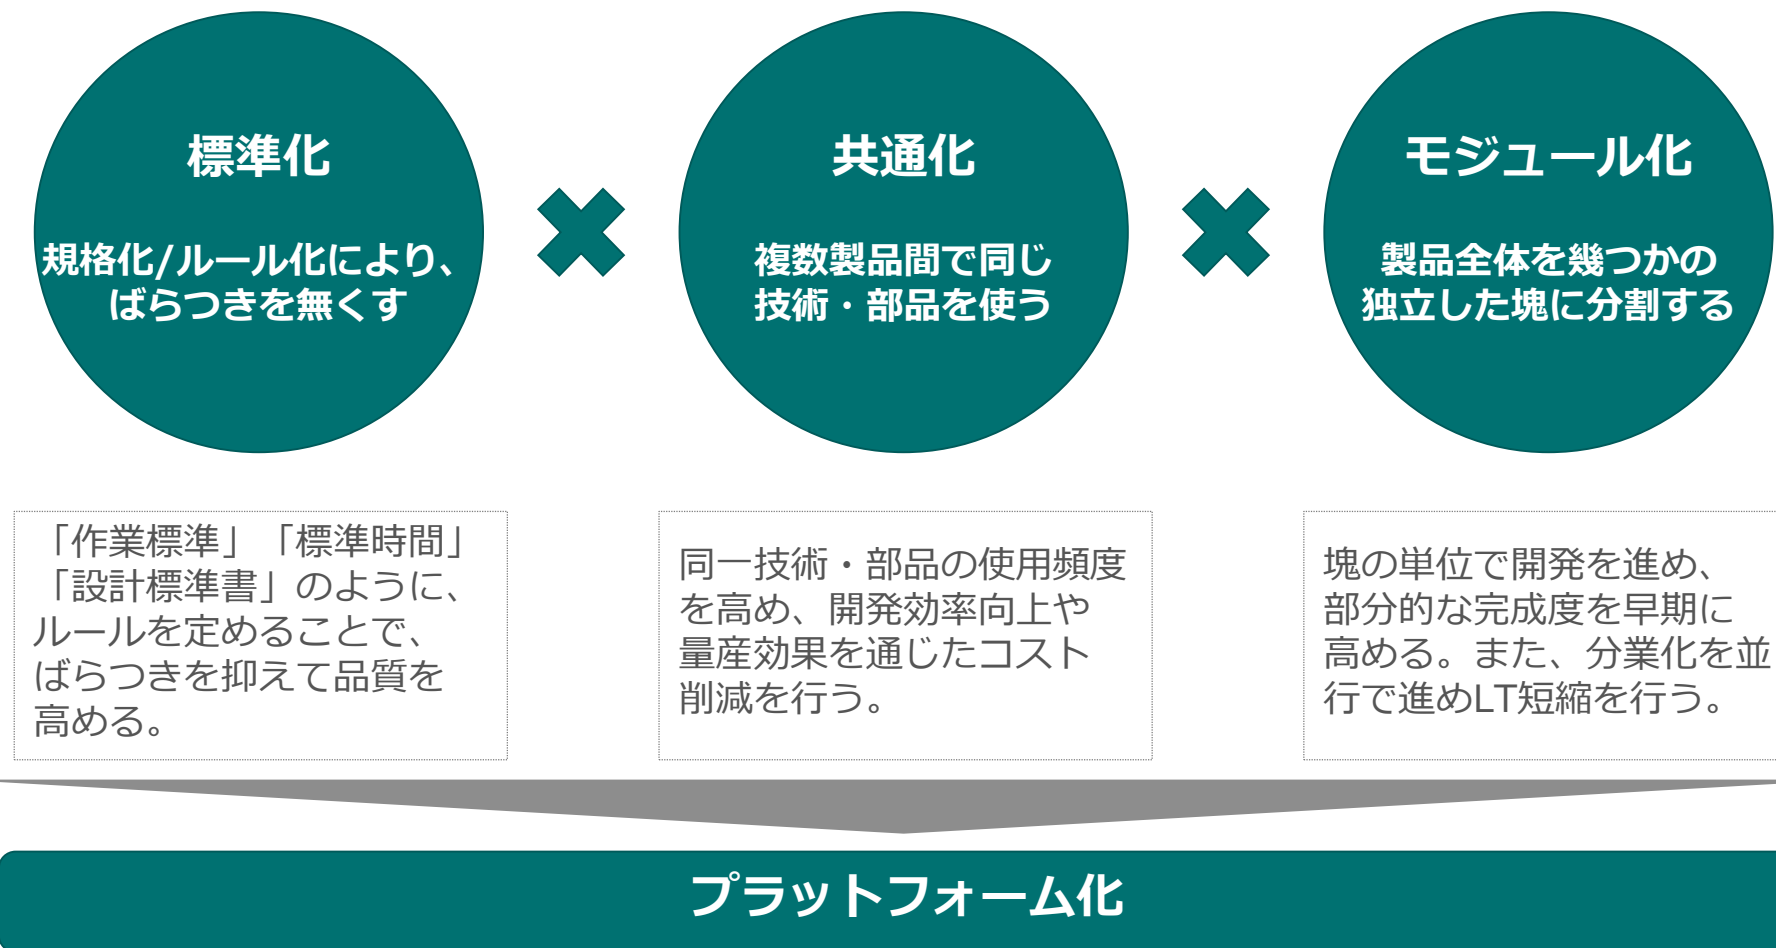 標準化
規格化/ルール化により、
ばらつきを無くす
共通化
複数製品間で同じ
技術・部品を使う
モジュール化
製品全体を幾つかの
独立した塊に分割する
「作業標準」「標準時間」
「設計標準書」のように、
ルールを定めることで、
ばらつきを抑えて品質を
高める。
同一技術・部品の使用頻度
を高め、開発効率向上や
量産効果を通じたコスト
削減を行う。
塊の単位で開発を進め、
部分的な完成度を早期に
高める。また、分業化を並
行で進めLT短縮を行う。
プラットフォーム化